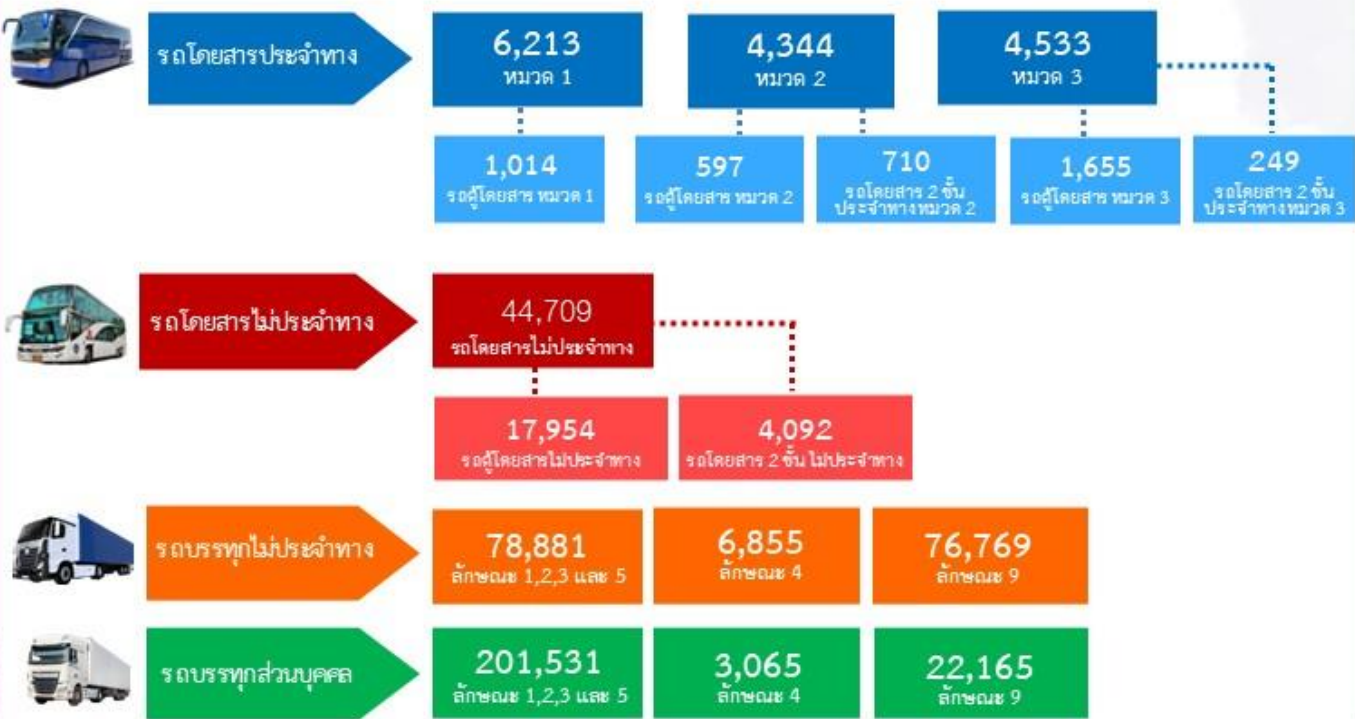 รถโดยสารประจำทาง
6,213
หมวด 1
4,344
หมวด 2
4,533
หมวด 3
1,014
รถตู้โดยสาร หมวด 1
597
รถตู้โดยสาร หมวด 2
710
รถโดยสาร 2 ชั้น
ประจำทางหมวด 2
1,655
รถตู้โดยสาร หมวด 3
249
รถโดยสาร 2 ชั้น
ประจำทางหมวด 3
รถโดยสารไม่ประจำทาง
44,709
รถโดยสารไม่ประจำทาง
17,954
รถตู้โดยสารไม่ประจำทาง
4,092
รถโดยสาร 2 ชั้น ไม่ประจำทาง
รถบรรทุกไม่ประจำทาง
78,881
ลักษณะ 1,2,3 และ 5
6,855
ลักษณะ 4
76,769
ลักษณะ 9
รถบรรทุกส่วนบุคคล
201,531
ลักษณะ 1,2,3 และ 5
3,065
ลักษณะ 4
22,165
ลักษณะ 9